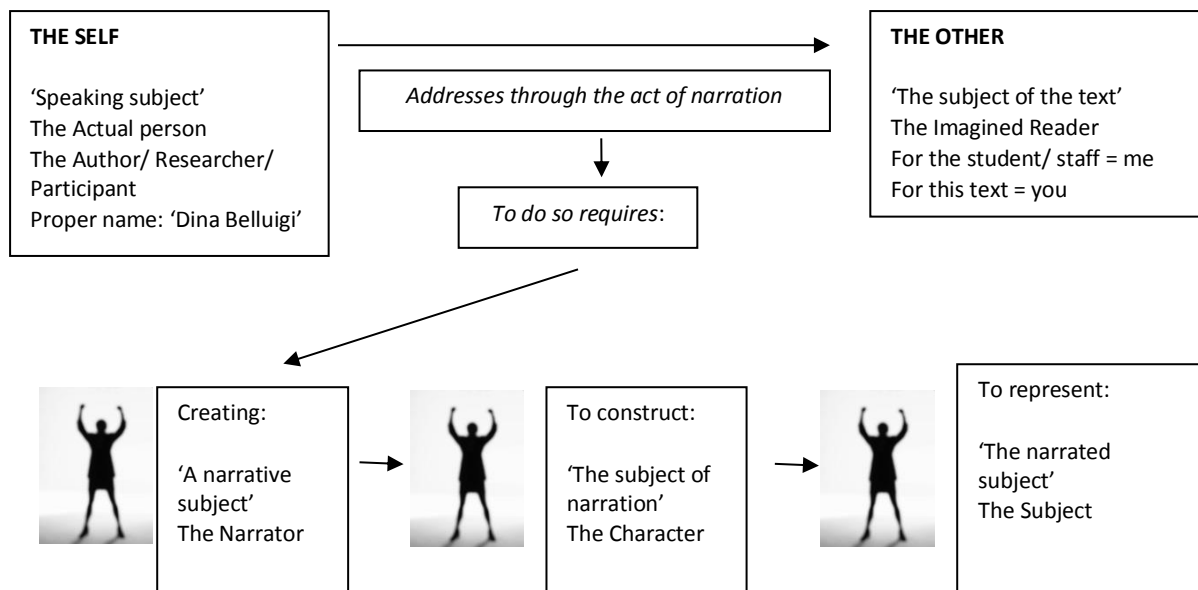 THE SELF
‘Speaking subject’
The Actual person
The Author/ Researcher/
Participant
Proper name: ‘Dina Belluigi’
Addresses through the act of narration
To do so requires:
THE OTHER
‘The subject of the text’
The Imagined Reader
For the student/ staff = me
For this text = you
Creating:
‘A narrative
subject’
The Narrator
To construct:
‘The subject of
narration’
The Character
To represent:
‘The narrated
subject’
The Subject